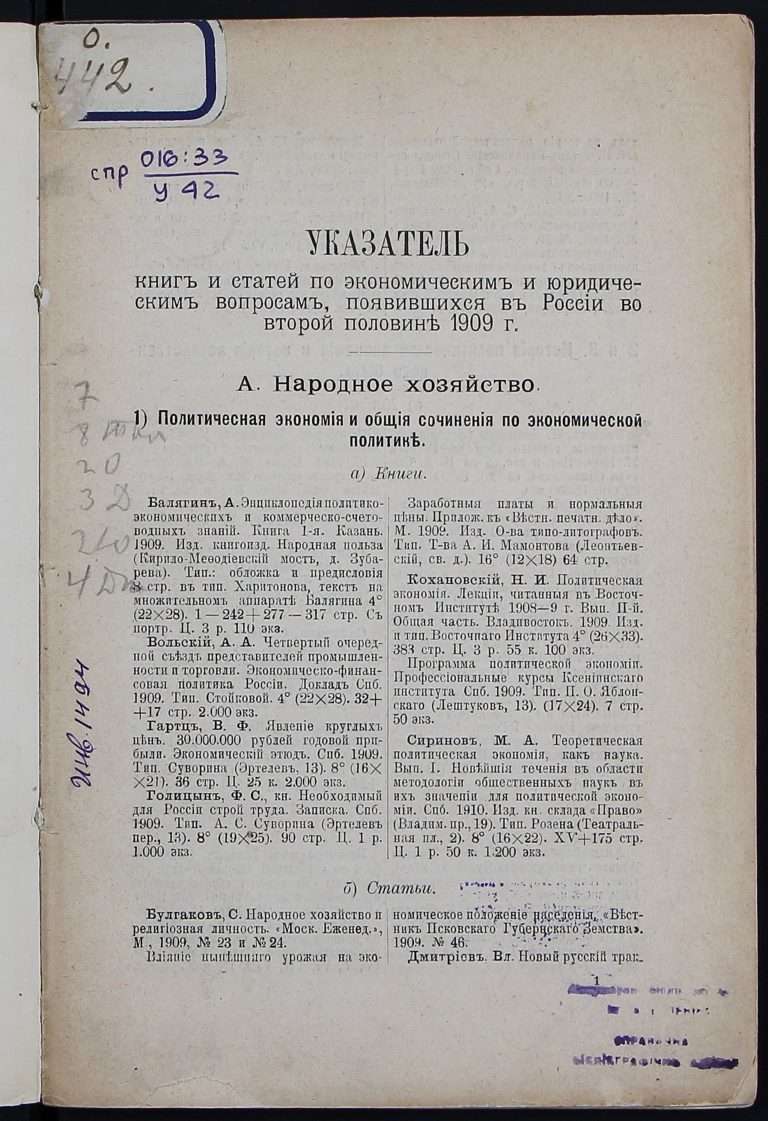 О.
442.
спр 016:33
У 42
УКАЗАТЕЛЬ
книгъ и статей по экономическимъ и юридиче-
скимъ вопросамъ, появившихся въ Россіи во
второй половинѣ 1909 г.
А. Народное хозяйство.
1) Политическая экономія и общія сочиненія по экономической
политикѣ.
а) Книги.
7
8
20
3 Д
4
Инв. 1494
Балягинъ, А. Энциклопедія политико-
экономическихъ и коммерческо-счето-
водныхъ знаній. Книга 1-я. Казань.
1909. Изд. книгоизд. Народная польза
(Кирилло-Меѳодіевскій мостъ, д. Зуба-
рева). Тип.: обложка и предисловія
8 стр. въ тип. Харитонова, текстъ на
множительномъ аппаратѣ Балягина 4°
(22×28). 1—242+277—317 стр. Съ
портр. Ц. 3 р. 110 экз.
Вольскій, А. А. Четвертый очеред-
ной съѣздъ представителей промышлен-
ности и торговли. Экономическо-финан-
совая политика Россіи. Докладъ Спб.
1909. Тип. Стойковой. 4° (22×28). 32+
+17 стр. 2.000 экз.
Гартцъ, В. Ф. Явленіе круглыхъ
цѣнъ. 30.000.000 рублей годовой при-
были. Экономическій этюдъ. Спб. 1909.
Тип. Суворина (Эртелевъ, 13). 8° (16×
×21). 36 стр. Ц. 25 к. 2.000 экз.
Голицынъ, Ф. С., кн. Необходимый
для Россіи строй труда. Записка. Спб.
1909. Тип. А. С. Суворина (Эртелевъ
пер., 13). 8° (19×25). 90 стр. Ц. 1 р.
1.000 экз.
Заработныя платы и нормальныя
цѣны. Прилож. къ «Вѣстн. печатн. дѣло».
М. 1909. Изд. О-ва типо-литографовъ.
Тип. Т-ва А. И. Мамонтова (Леонтьев-
скій, св. д.). 16° (12×18) 64 стр.
Кохановскій, Н. И. Политическая
экономія. Лекціи, читанныя въ Восточ-
номъ Институтѣ 1908—9 г. Вып. II-й.
Общая часть. Владивостокъ. 1909. Изд.
и тип. Восточнаго Института 4° (26×33).
383 стр. Ц. 3 р. 55 к. 100 экз.
Программа политической экономіи.
Профессіональные курсы Ксенинскаго
института Спб. 1909. Тип. П. О. Яблон-
скаго (Лештуковъ, 13). (17×24). 7 стр.
50 экз.
Сириновъ, М. А. Теоретическая
политическая экономія, какъ наука.
Вып. I. Новѣйшія теченія въ области
методологіи общественныхъ наукъ въ
ихъ значеніи для политической эконо-
міи. Спб. 1910. Изд. кн. склада «Право»
(Владим. пр., 19). Тип. Розена (Театраль-
ная пл., 2). 8° (16×22). XV+175 стр.
Ц. 1 р. 50 к. 1.200 экз.
б) Статьи.
Булгаковъ, С. Народное хозяйство и
религіозная личность. «Моск. Еженед.»,
М, 1909, № 23 и №24.
Вліяніе нынѣшняго урожая на эко-
номическое положеніе населенія. «Вѣст-
никъ Псковскаго Губернскаго Земства».
1909. № 46.
Дмитріевъ. Вл. Новый русскій трак-
1